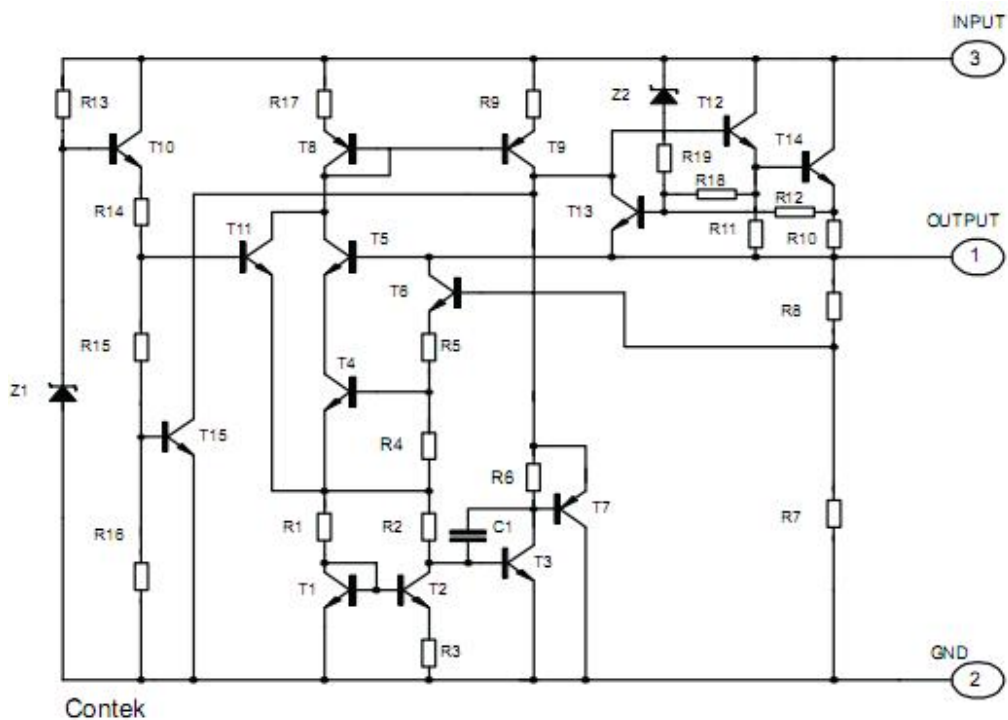 INPUT
3
R13
R17
R9
Z2
T12
T10
T8
T9
T14
R19
R14
R18
R12
T13
T11
T5
R11
R10
OUTPUT
1
T6
R8
R15
R5
T4
Z1
T15
R4
R6
T7
R16
R1
R2
C1
R7
T3
T1
T2
R3
GND
2
Contek